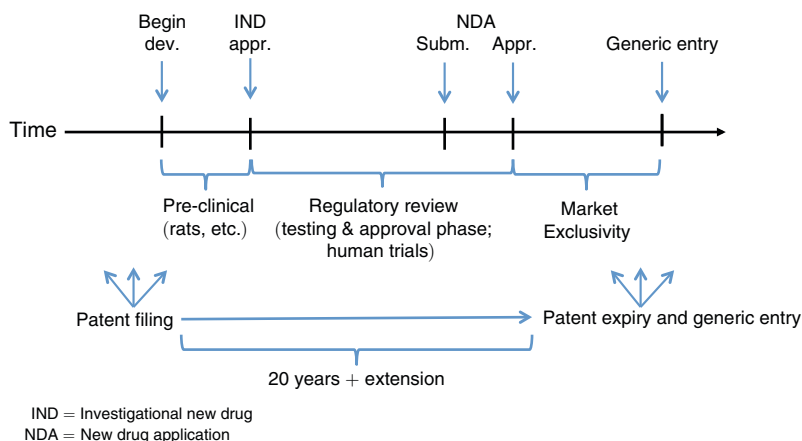 Begin dev.
IND appr.
NDA
Subm.
Appr.
Generic entry
Time
Pre-clinical
(rats, etc.)
Regulatory review
(testing & approval phase;
human trials)
Market
Exclusivity
Patent filing
Patent expiry and generic entry
20 years + extension
IND = Investigational new drug
NDA = New drug application